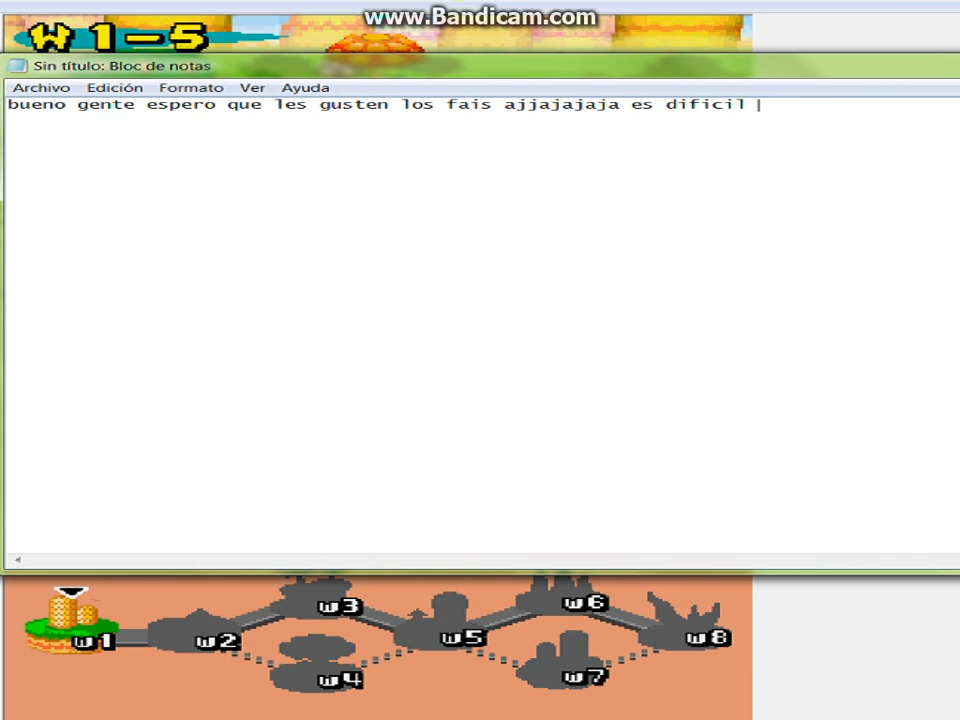 www.Bandicam.com
W 1-5
Sin título: Bloc de notas
Archivo Edición Formato Ver Ayuda
bueno gente espero que les gusten los fais ajjajajaja es dificil
w3 w6
w1 w2 w5 w8
w4 w7